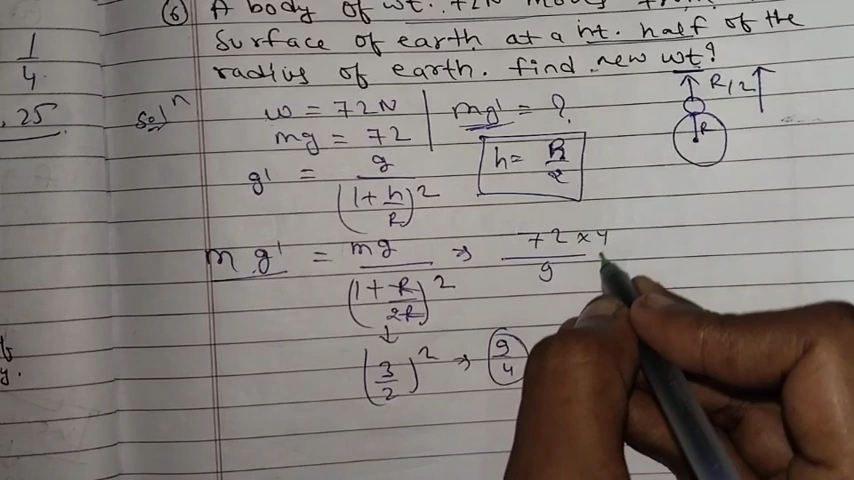 6 A body of wt. 72N moves from
Surface of earth at a ht. half of the
radius of earth. find new wt?
1/4
.25
Solⁿ
w = 72N
mg' = ?
mg = 72
h = R/2
R/2
R
g' = g/(1 + h/R)²
mg' = mg/(1 + R/2R)² ⇒ 72 × 4/9
↓
(3/2)² ⇒ 9/4
y.